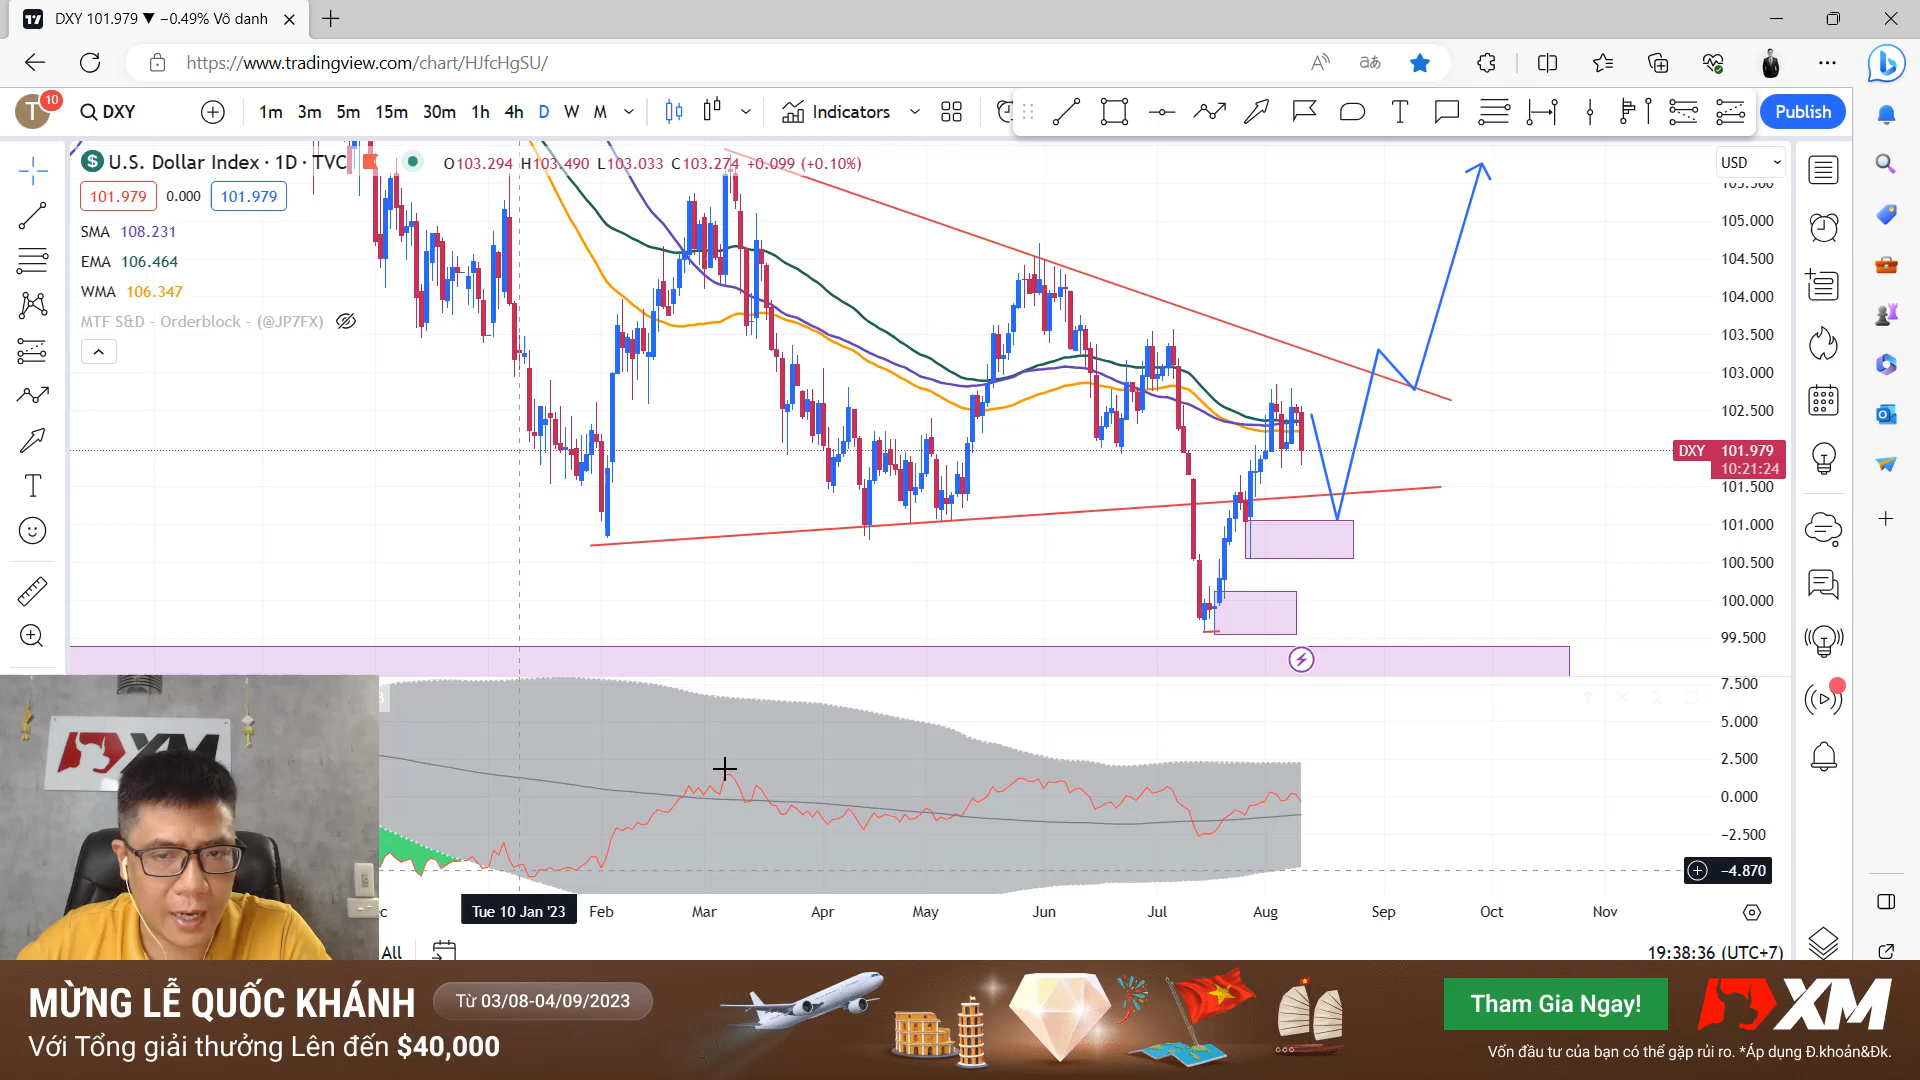 DXY 101.979 ▼ −0.49% Vô danh
https://www.tradingview.com/chart/HJfcHgSU/
T
10
DXY
1m 3m 5m 15m 30m 1h 4h D W M
Indicators
Publish
U.S. Dollar Index · 1D · TVC
O103.294 H103.490 L103.033 C103.274 +0.099 (+0.10%)
101.979 0.000 101.979
SMA 108.231
EMA 106.464
WMA 106.347
MTF S&D - Orderblock - (@JP7FX)
USD
105.500
105.000
104.500
104.000
103.500
103.000
102.500
DXY 101.979
10:21:24
101.500
101.000
100.500
100.000
99.500
7.500
5.000
2.500
0.000
−2.500
−4.870
XM
Tue 10 Jan '23 Feb Mar Apr May Jun Jul Aug Sep Oct Nov
All
19:38:36 (UTC+7)
MỪNG LỄ QUỐC KHÁNH
Từ 03/08-04/09/2023
Với Tổng giải thưởng Lên đến $40,000
Tham Gia Ngay!
XM
Vốn đầu tư của bạn có thể gặp rủi ro. *Áp dụng Đ.khoản&Đk.